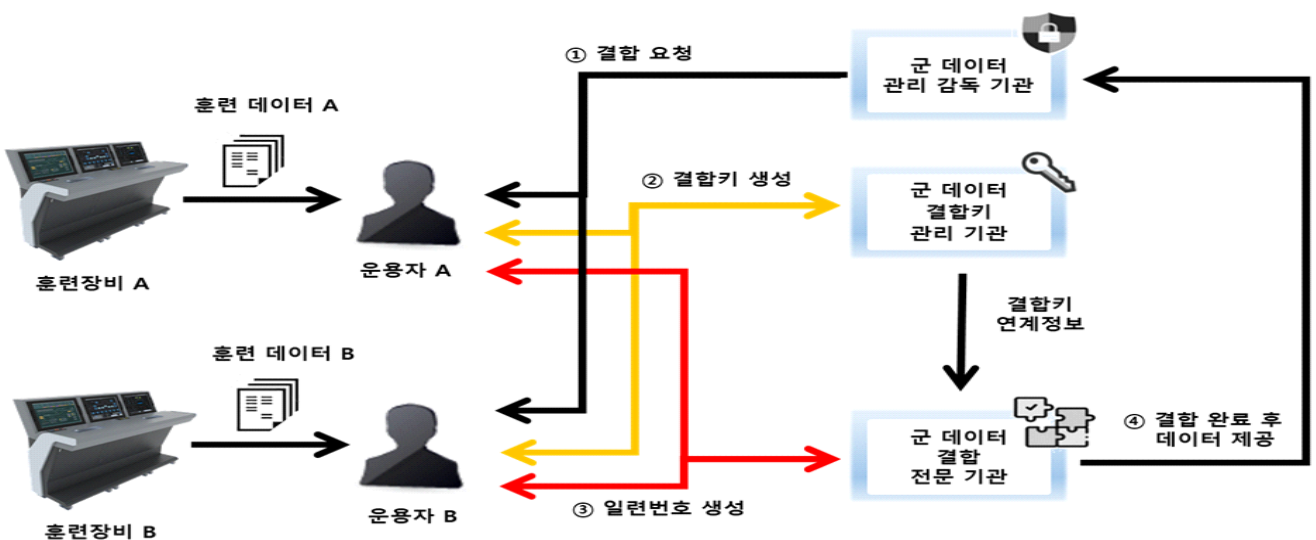 ① 결합 요청
군 데이터
관리 감독 기관
훈련 데이터 A
② 결합키 생성
군 데이터
결합키
관리 기관
운용자 A
훈련장비 A
결합키
연계정보
훈련 데이터 B
④ 결합 완료 후
데이터 제공
군 데이터
결합
전문 기관
③ 일련번호 생성
운용자 B
훈련장비 B